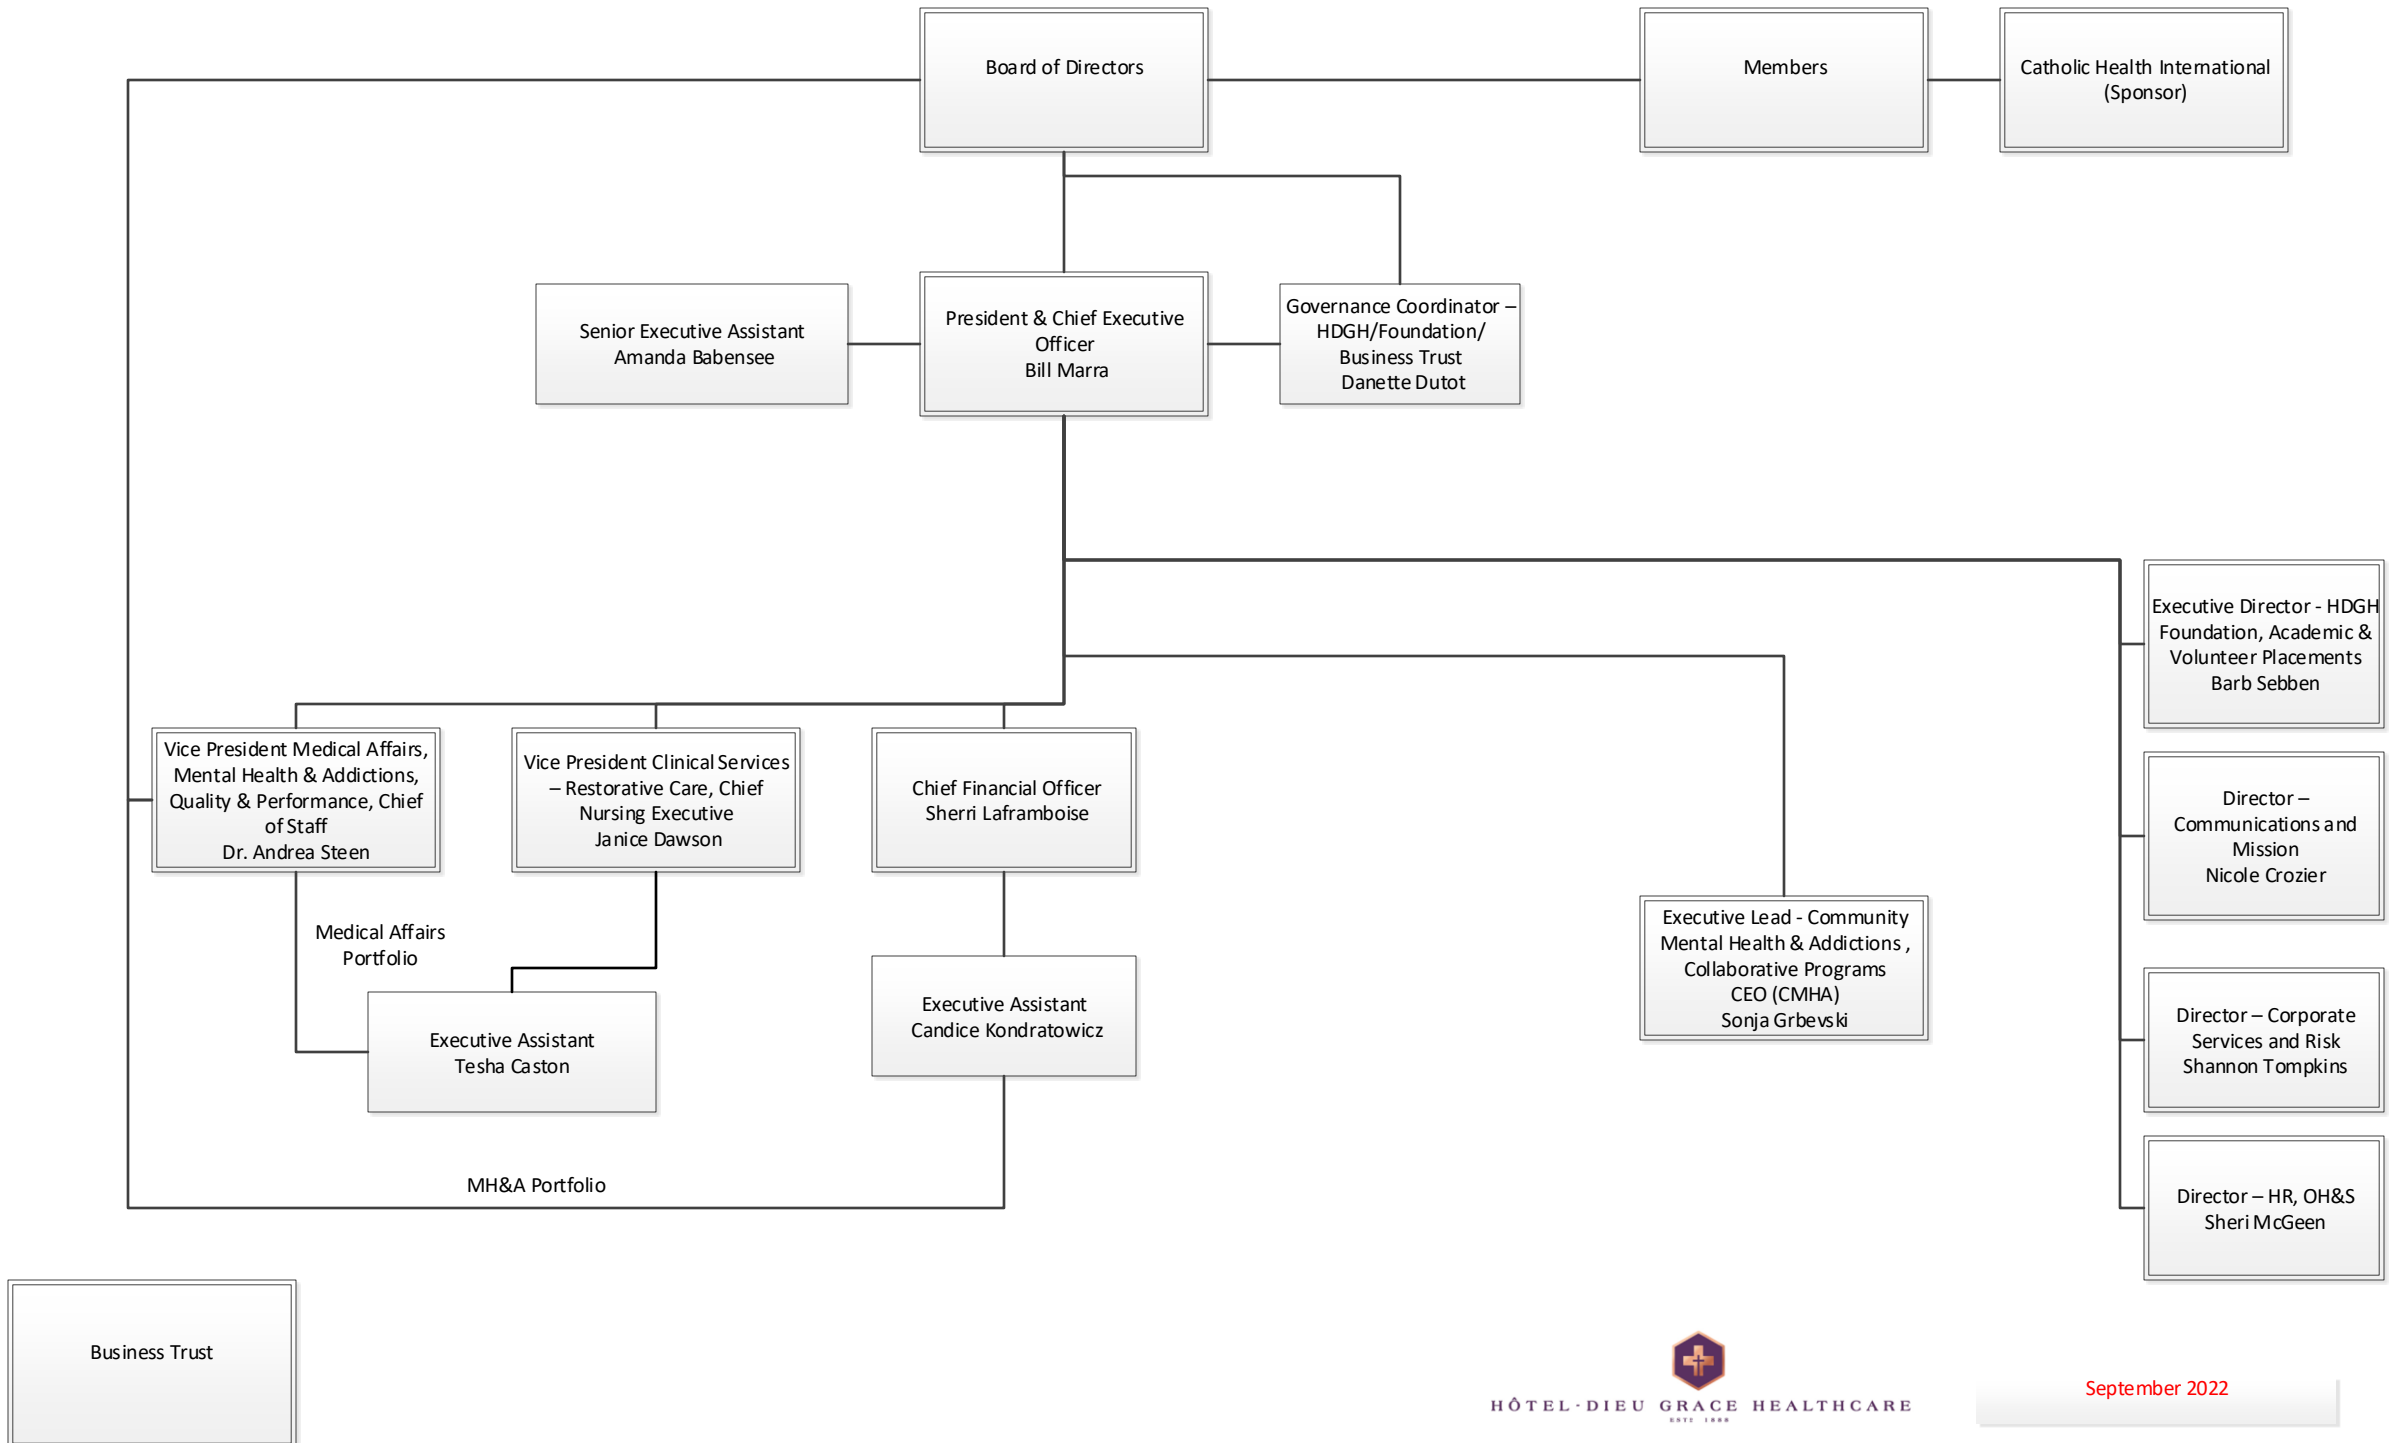 Board of Directors
Members
Catholic Health International
(Sponsor)
Senior Executive Assistant
Amanda Babensee
President & Chief Executive
Officer
Bill Marra
Governance Coordinator –
HDGH/Foundation/
Business Trust
Danette Dutot
Executive Director - HDGH
Foundation, Academic &
Volunteer Placements
Barb Sebben
Vice President Medical Affairs,
Mental Health & Addictions,
Quality & Performance, Chief
of Staff
Dr. Andrea Steen
Vice President Clinical Services
– Restorative Care, Chief
Nursing Executive
Janice Dawson
Chief Financial Officer
Sherri Laframboise
Director –
Communications and
Mission
Nicole Crozier
Medical Affairs
Portfolio
Executive Assistant
Tesha Caston
Executive Assistant
Candice Kondratowicz
Executive Lead - Community
Mental Health & Addictions ,
Collaborative Programs
CEO (CMHA)
Sonja Grbevski
Director – Corporate
Services and Risk
Shannon Tompkins
MH&A Portfolio
Director – HR, OH&S
Sheri McGeen
Business Trust
HÔTEL-DIEU GRACE HEALTHCARE
ESTE 1888
September 2022